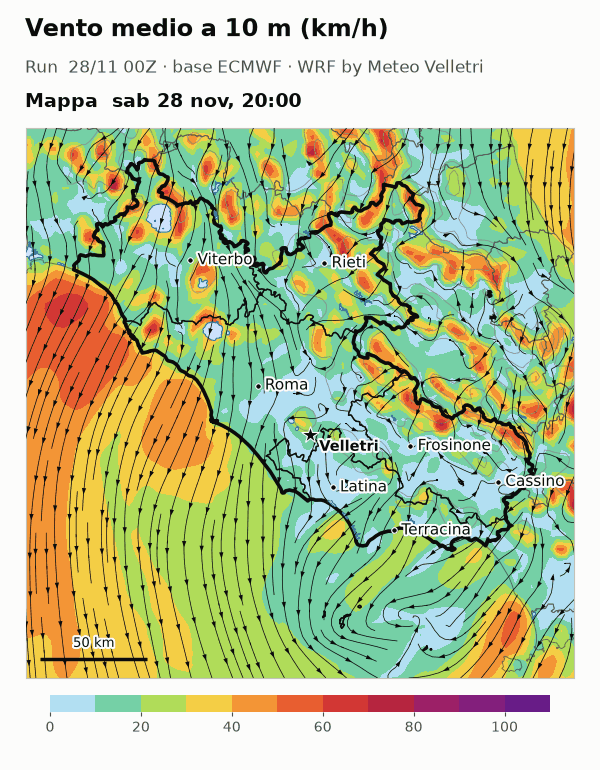 Vento medio a 10 m (km/h)
Run  28/11 00Z · base ECMWF · WRF by Meteo Velletri
Mappa  sab 28 nov, 20:00
Viterbo
Rieti
Roma
Velletri
Frosinone
Latina
Cassino
Terracina
50 km
0 20 40 60 80 100